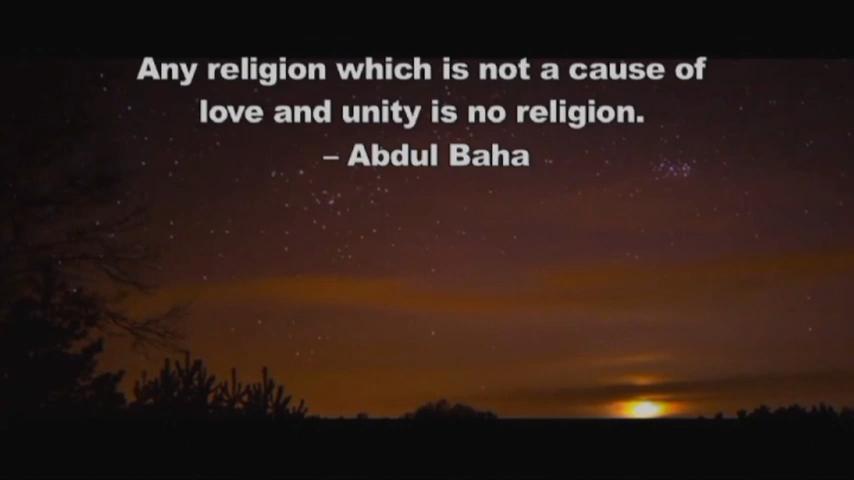 Any religion which is not a cause of
love and unity is no religion.
– Abdul Baha